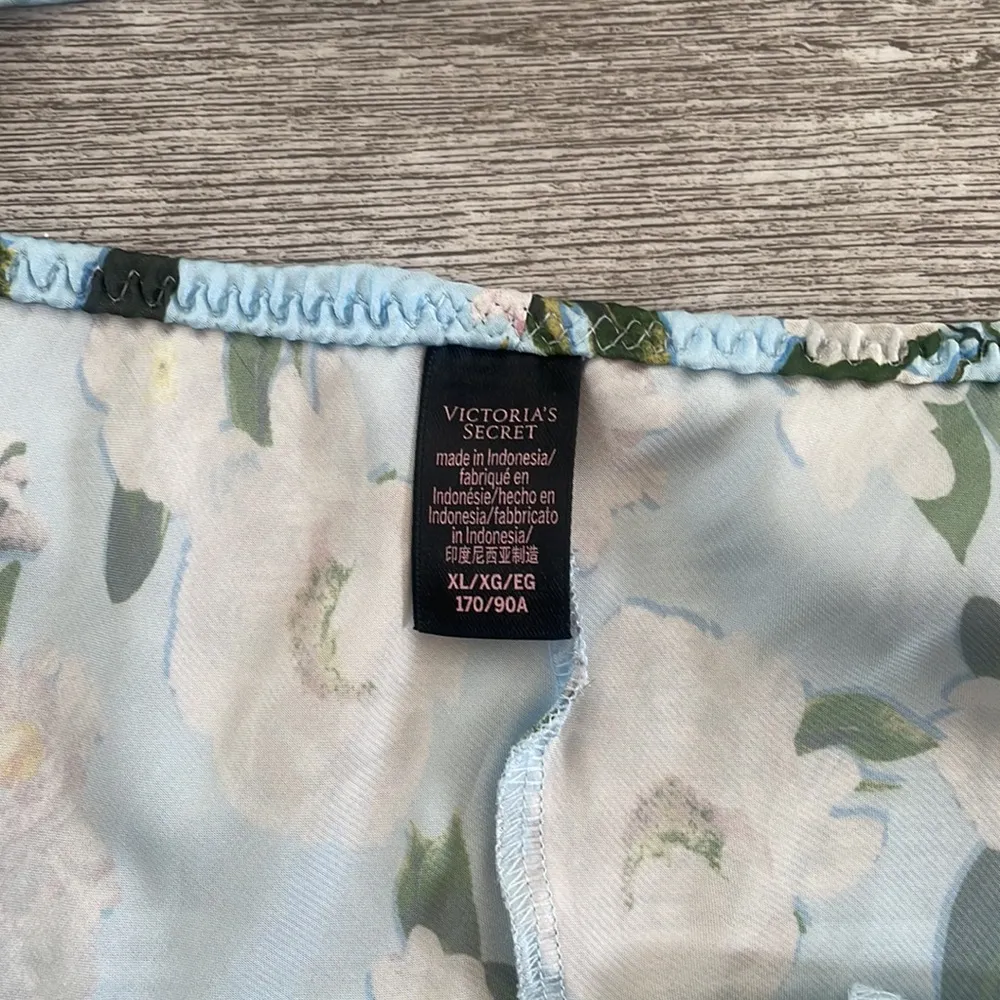 VICTORIA'S
SECRET
made in Indonesia/
fabriqué en
Indonésie/hecho en
Indonesia/fabbricato
in Indonesia/
印度尼西亚制造
XL/XG/EG
170/90A